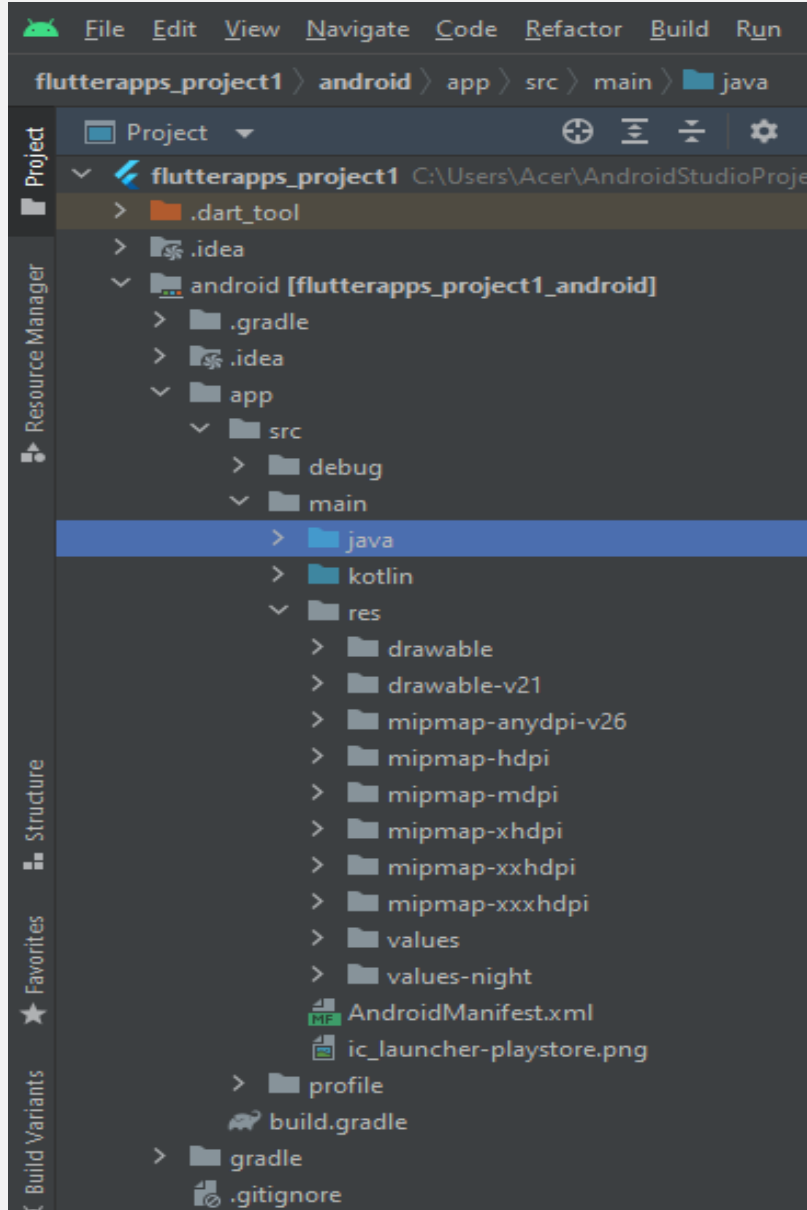 File Edit View Navigate Code Refactor Build Run
flutterapps_project1 〉 android 〉 app 〉 src 〉 main 〉 java
Project
flutterapps_project1 C:\Users\Acer\AndroidStudioProje
.dart_tool
.idea
android [flutterapps_project1_android]
.gradle
.idea
app
src
debug
main
java
kotlin
res
drawable
drawable-v21
mipmap-anydpi-v26
mipmap-hdpi
mipmap-mdpi
mipmap-xhdpi
mipmap-xxhdpi
mipmap-xxxhdpi
values
values-night
MF AndroidManifest.xml
ic_launcher-playstore.png
profile
build.gradle
gradle
.gitignore
Project
Resource Manager
Structure
Favorites
Build Variants